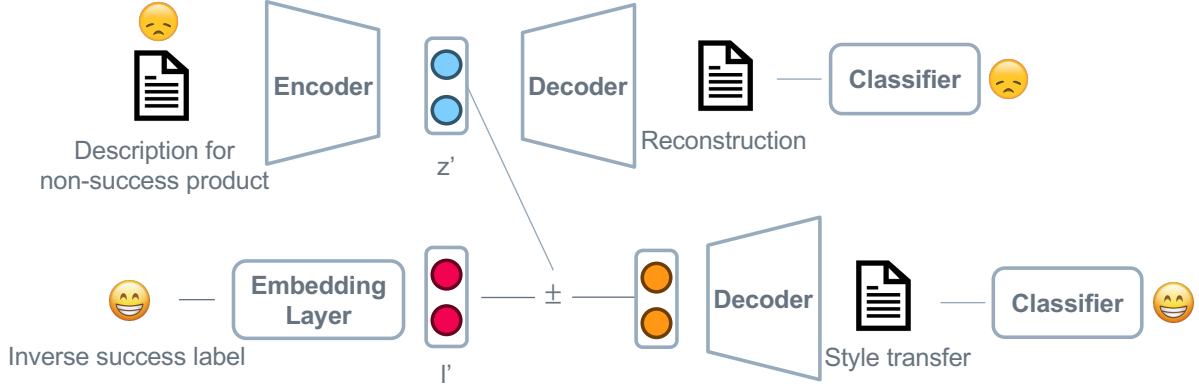 Encoder
Decoder
Classifier
Description for
non-success product
z'
Reconstruction
Embedding
Layer
±
Decoder
Classifier
Inverse success label
l'
Style transfer